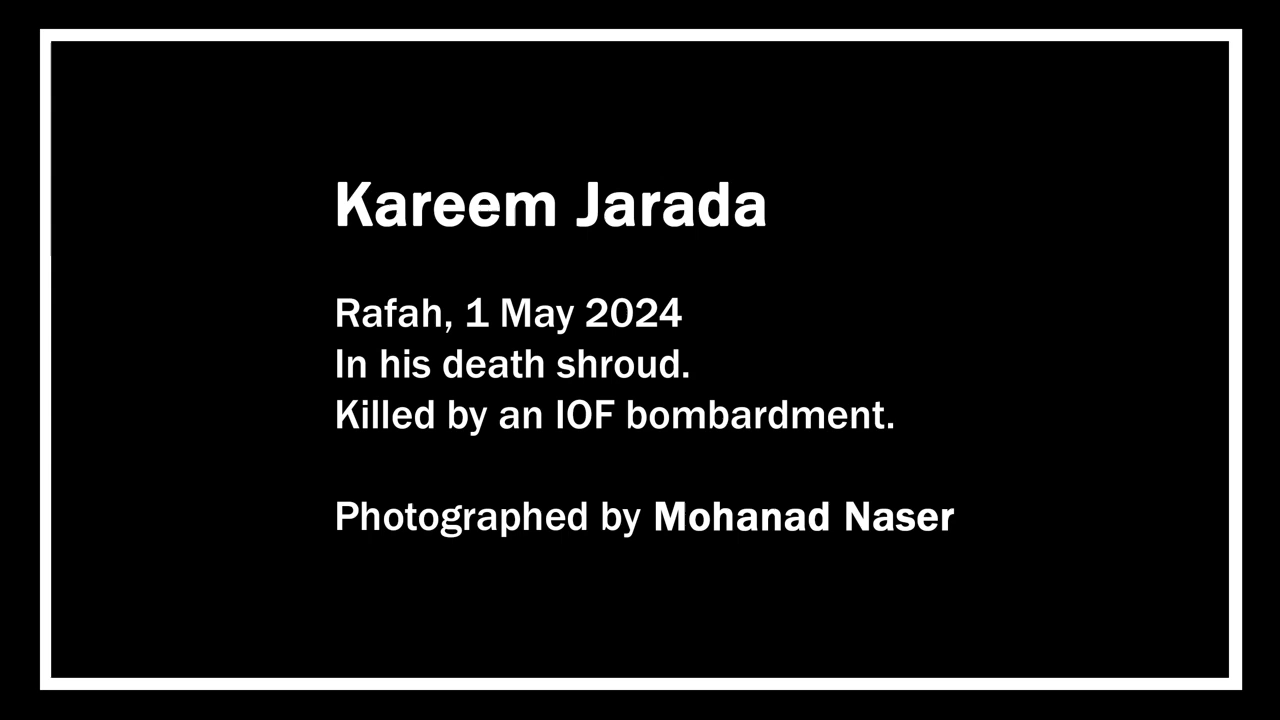 Kareem Jarada
Rafah, 1 May 2024
In his death shroud.
Killed by an IOF bombardment.
Photographed by Mohanad Naser